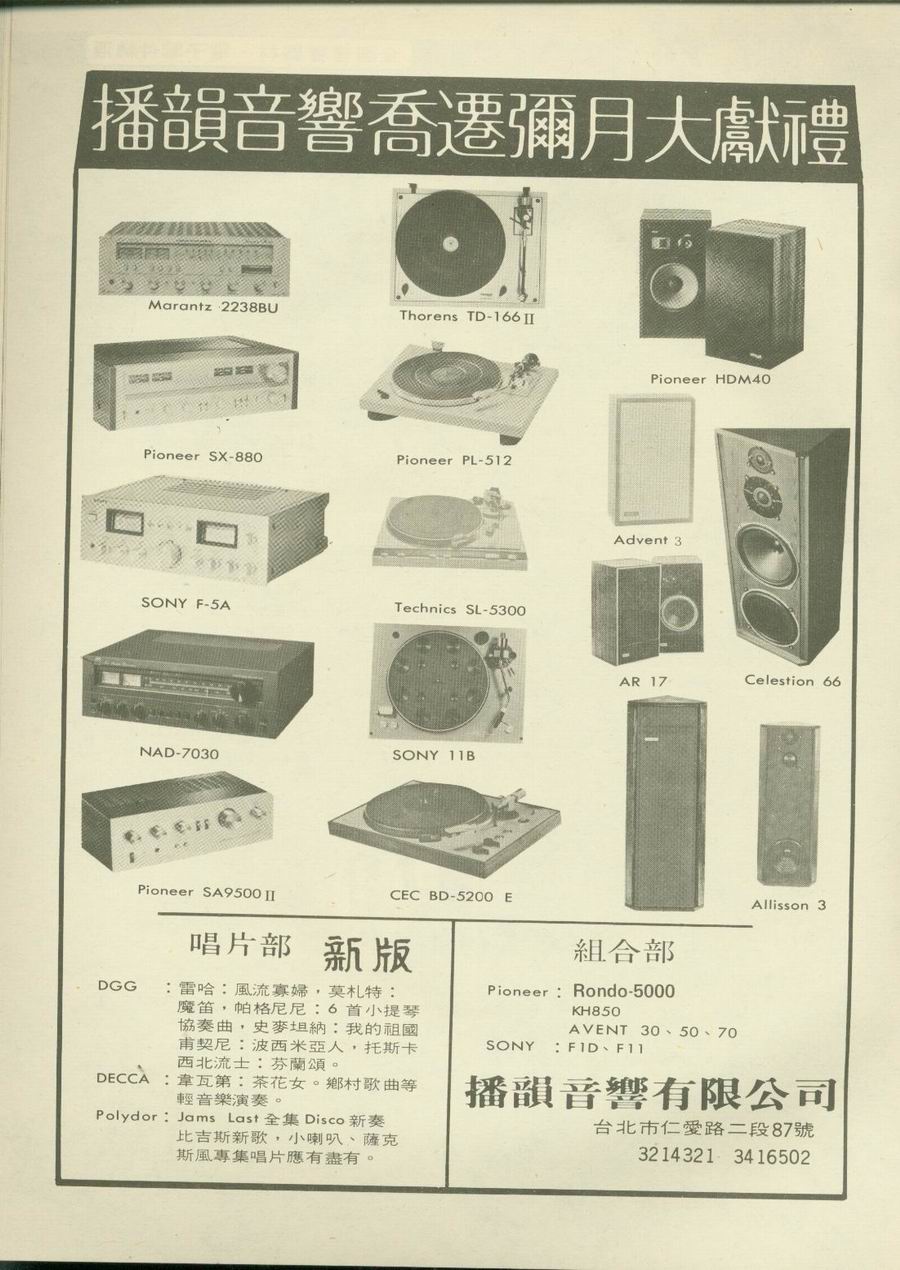 播韻音響喬遷彌月大獻禮
Marantz 2238BU
Thorens TD-166 II
Pioneer HDM40
Pioneer SX-880
Pioneer PL-512
Advent 3
SONY F-5A
Technics SL-5300
AR 17
Celestion 66
NAD-7030
SONY 11B
Pioneer SA9500 II
CEC BD-5200 E
Allisson 3
唱片部 新版
DGG :雷哈:風流寡婦,莫札特:
魔笛,帕格尼尼:6 首小提琴
協奏曲,史麥坦納:我的祖國
甫契尼:波西米亞人,托斯卡
西北流士:芬蘭頌。
DECCA :韋瓦第:茶花女。鄉村歌曲等
輕音樂演奏。
Polydor : Jams Last 全集 Disco 新奏
比吉斯新歌,小喇叭、薩克
斯風專集唱片應有盡有。
組合部
Pioneer : Rondo-5000
KH850
AVENT 30、50、70
SONY : F1D、F11
播韻音響有限公司
台北市仁愛路二段87號
3214321 3416502